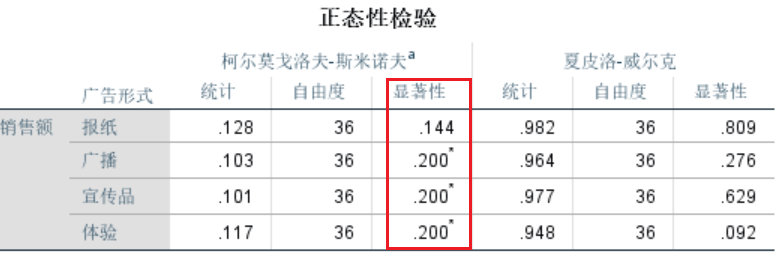 正态性检验
柯尔莫戈洛夫-斯米诺夫a 夏皮洛-威尔克
广告形式 统计 自由度 显著性 统计 自由度 显著性
销售额 报纸 .128 36 .144 .982 36 .809
广播 .103 36 .200* .964 36 .276
宣传品 .101 36 .200* .977 36 .629
体验 .117 36 .200* .948 36 .092